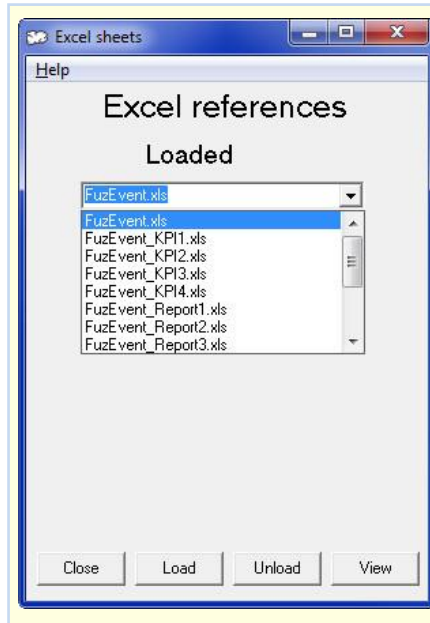 Excel sheets
Help
Excel references
Loaded
FuzEvent.xls
FuzEvent.xls
FuzEvent_KPI1.xls
FuzEvent_KPI2.xls
FuzEvent_KPI3.xls
FuzEvent_KPI4.xls
FuzEvent_Report1.xls
FuzEvent_Report2.xls
FuzEvent_Report3.xls
Close Load Unload View